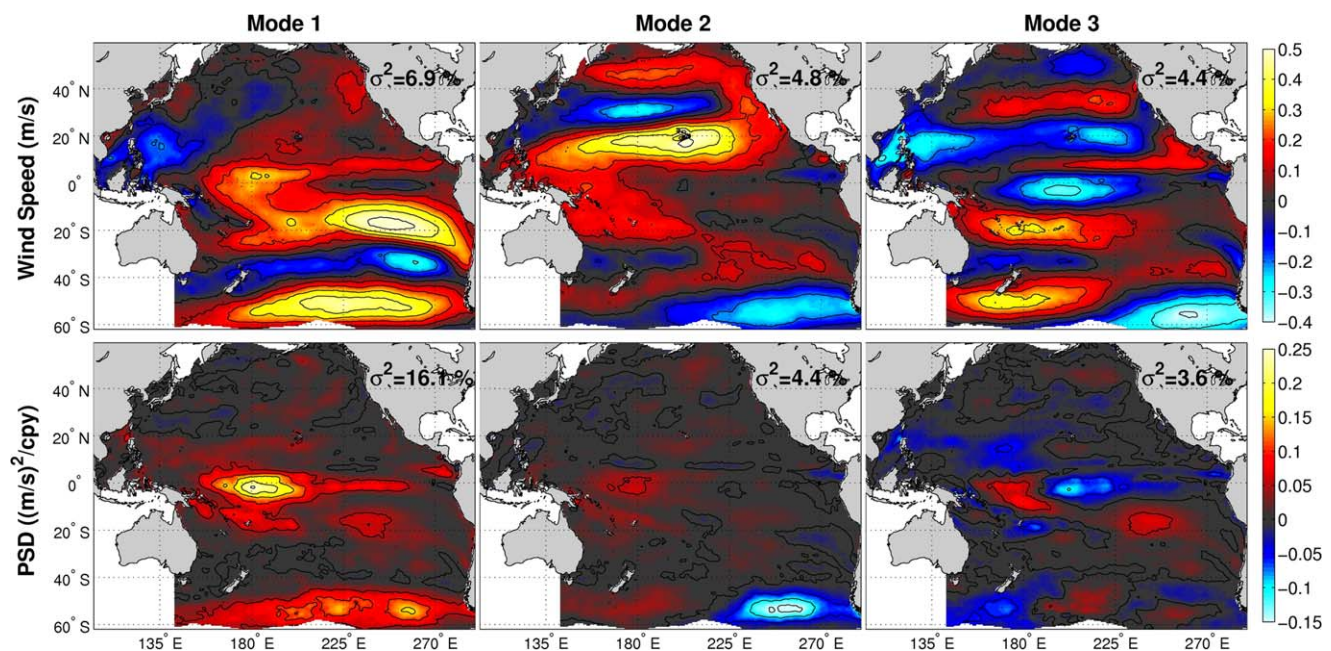 Mode 1 Mode 2 Mode 3
Wind Speed (m/s)
σ²=6.9 % σ²=4.8 % σ²=4.4 %
40° N
20° N
0°
20° S
40° S
60° S
0.5
0.4
0.3
0.2
0.1
0
−0.1
−0.2
−0.3
−0.4
PSD ((m/s)²/cpy)
σ²=16.1 % σ²=4.4 % σ²=3.6 %
40° N
20° N
0°
20° S
40° S
60° S
0.25
0.2
0.15
0.1
0.05
0
−0.05
−0.1
−0.15
135° E 180° E 225° E 270° E 135° E 180° E 225° E 270° E 135° E 180° E 225° E 270° E